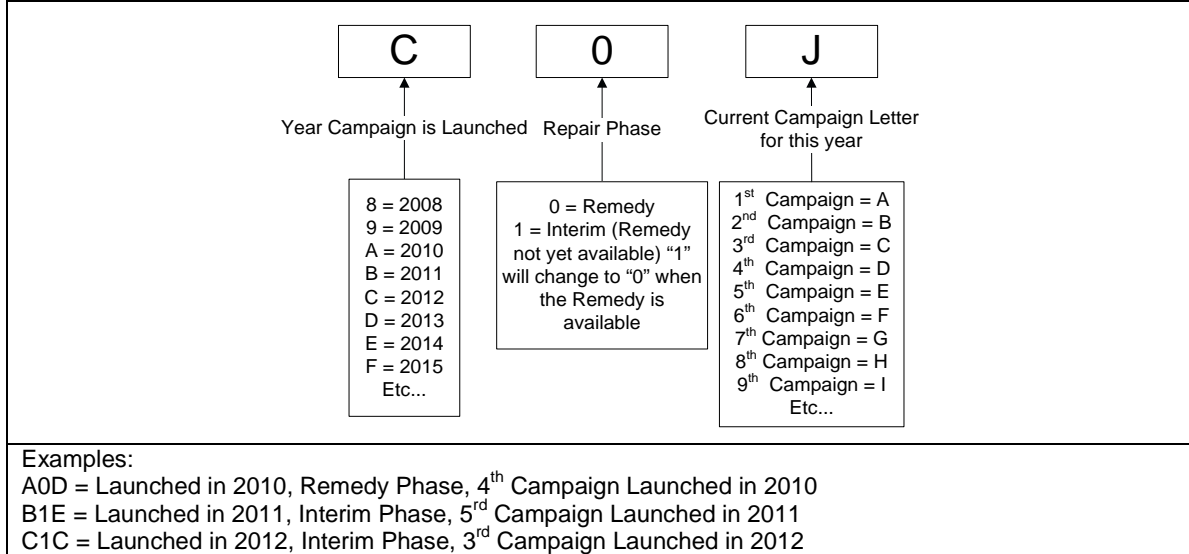 C 0 J
Year Campaign is Launched
Repair Phase
Current Campaign Letter
for this year
8 = 2008
9 = 2009
A = 2010
B = 2011
C = 2012
D = 2013
E = 2014
F = 2015
Etc...
0 = Remedy
1 = Interim (Remedy
not yet available) “1”
will change to “0” when
the Remedy is
available
1st Campaign = A
2nd Campaign = B
3rd Campaign = C
4th Campaign = D
5th Campaign = E
6th Campaign = F
7th Campaign = G
8th Campaign = H
9th Campaign = I
Etc...
Examples:
A0D = Launched in 2010, Remedy Phase, 4th Campaign Launched in 2010
B1E = Launched in 2011, Interim Phase, 5rd Campaign Launched in 2011
C1C = Launched in 2012, Interim Phase, 3rd Campaign Launched in 2012